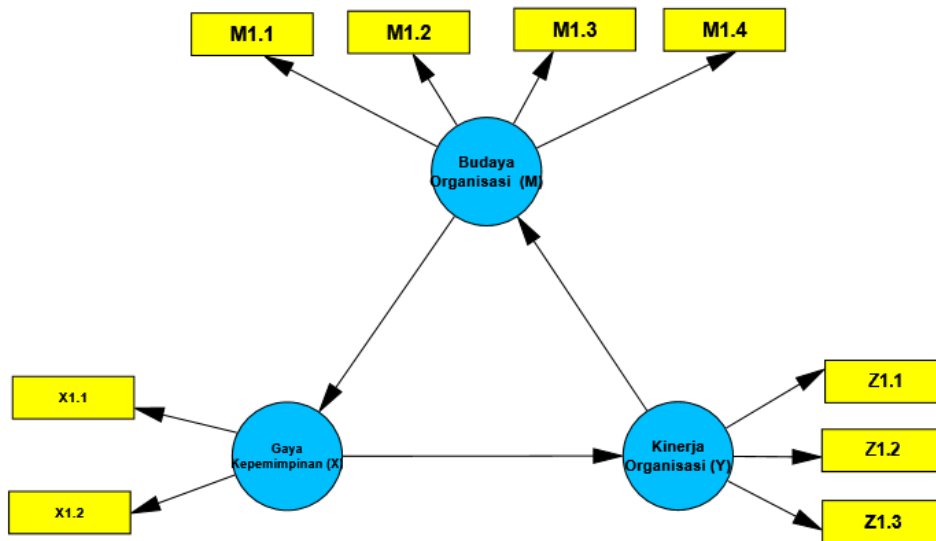 M1.1
M1.2
M1.3
M1.4
Budaya
Organisasi (M)
X1.1
X1.2
Gaya
Kepemimpinan (X)
Kinerja
Organisasi (Y)
Z1.1
Z1.2
Z1.3